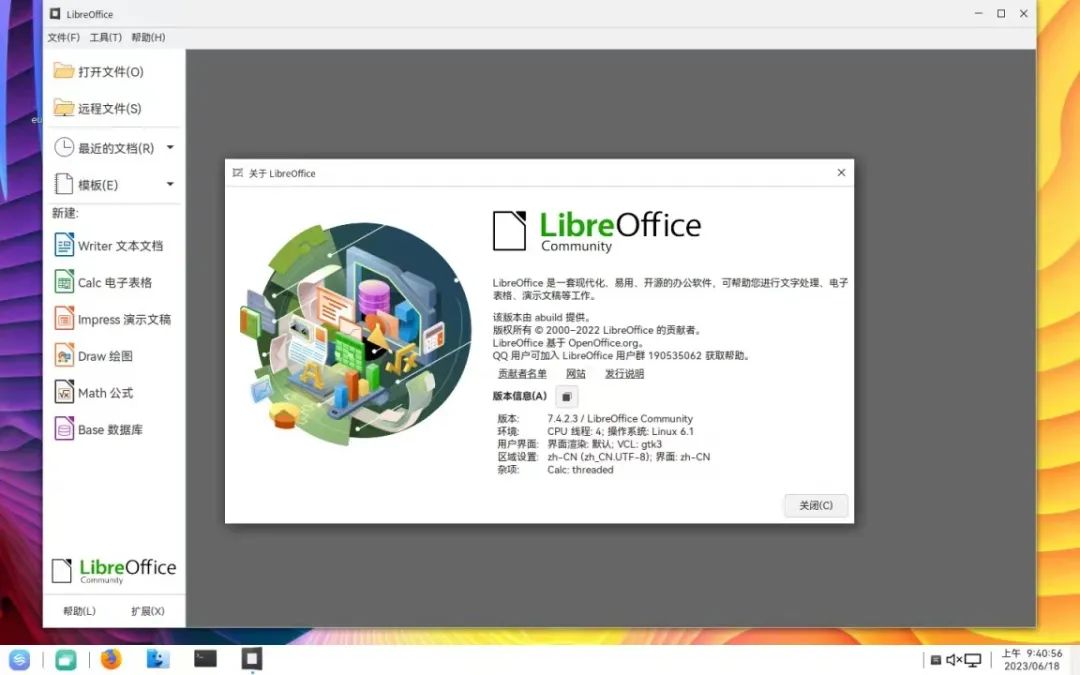 LibreOffice
文件(F) 工具(T) 帮助(H)
打开文件(O)
远程文件(S)
最近的文档(R)
模板(E)
新建:
Writer 文本文档
Calc 电子表格
Impress 演示文稿
Draw 绘图
Math 公式
Base 数据库
LibreOffice
Community
帮助(L) 扩展(X)
eu
关于 LibreOffice
LibreOffice
Community
LibreOffice 是一套现代化、易用、开源的办公软件，可帮助您进行文字处理、电子
表格、演示文稿等工作。
该版本由 abuild 提供。
版权所有 © 2000–2022 LibreOffice 的贡献者。
LibreOffice 基于 OpenOffice.org。
QQ 用户可加入 LibreOffice 用户群 190535062 获取帮助。
贡献者名单 网站 发行说明
版本信息(A)
版本: 7.4.2.3 / LibreOffice Community
环境: CPU 线程: 4; 操作系统: Linux 6.1
用户界面: 界面渲染: 默认; VCL: gtk3
区域设置: zh-CN (zh_CN.UTF-8); 界面: zh-CN
杂项: Calc: threaded
关闭(C)
上午 9:40:56
2023/06/18